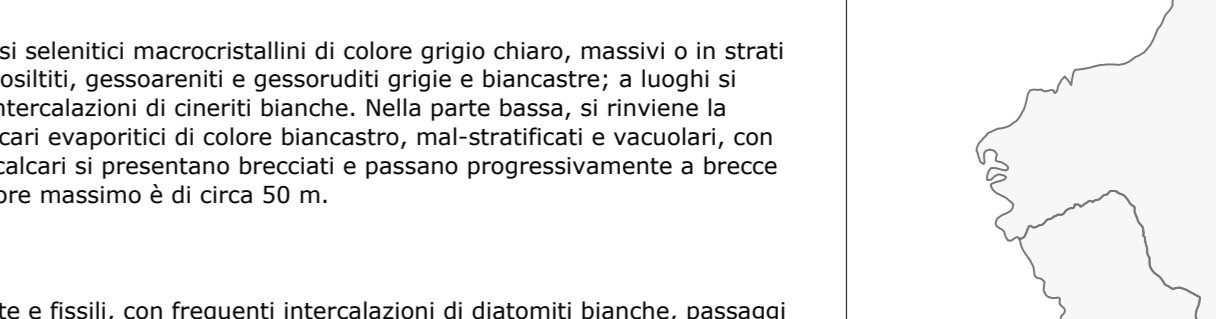 si selenitici macrocristallini di colore grigio chiaro, massivi o in strati
osiltiti, gessoareniti e gessoruditi grigie e biancastre; a luoghi si
ntercalazioni di cineriti bianche. Nella parte bassa, si rinviene la
cari evaporitici di colore biancastro, mal-stratificati e vacuolari, con
calcari si presentano brecciati e passano progressivamente a brecce
ore massimo è di circa 50 m.
te e fissili, con frequenti intercalazioni di diatomiti bianche, passaggi